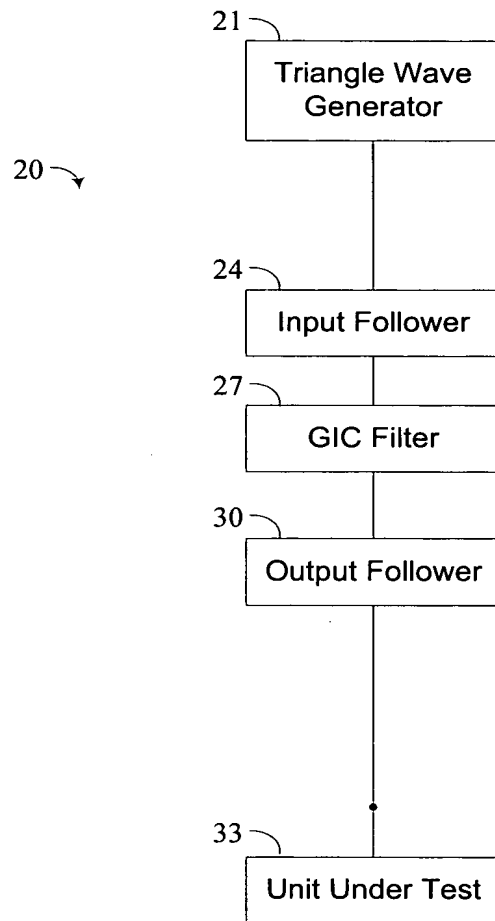 21
Triangle Wave
Generator
20
24
Input Follower
27
GIC Filter
30
Output Follower
33
Unit Under Test